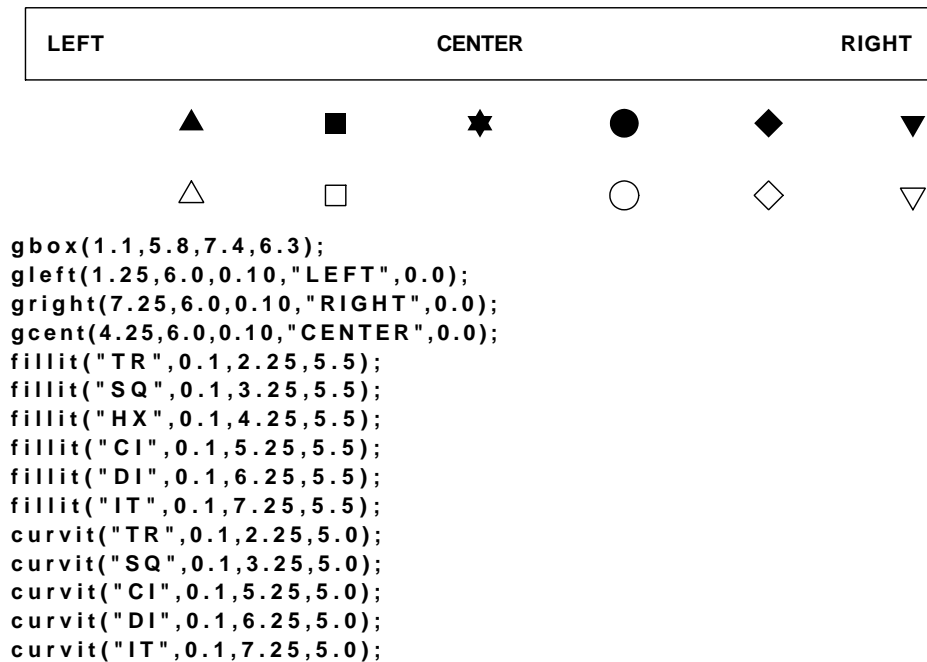 LEFT CENTER RIGHT
gbox(1.1,5.8,7.4,6.3);
gleft(1.25,6.0,0.10,"LEFT",0.0);
gright(7.25,6.0,0.10,"RIGHT",0.0);
gcent(4.25,6.0,0.10,"CENTER",0.0);
fillit("TR",0.1,2.25,5.5);
fillit("SQ",0.1,3.25,5.5);
fillit("HX",0.1,4.25,5.5);
fillit("CI",0.1,5.25,5.5);
fillit("DI",0.1,6.25,5.5);
fillit("IT",0.1,7.25,5.5);
curvit("TR",0.1,2.25,5.0);
curvit("SQ",0.1,3.25,5.0);
curvit("CI",0.1,5.25,5.0);
curvit("DI",0.1,6.25,5.0);
curvit("IT",0.1,7.25,5.0);